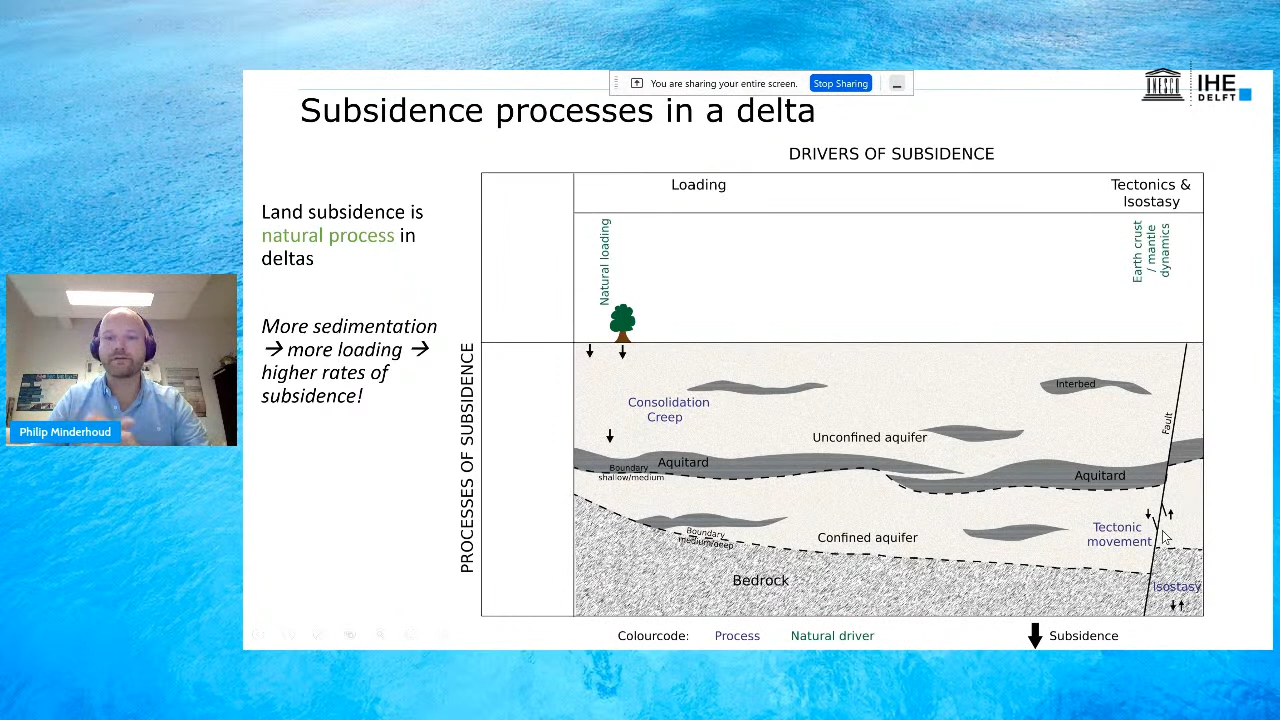 You are sharing your entire screen.
Stop Sharing
UNESCO
IHE
DELFT
Subsidence processes in a delta
DRIVERS OF SUBSIDENCE
Loading
Tectonics &
Isostasy
Land subsidence is
natural process in
deltas
More sedimentation
→ more loading →
higher rates of
subsidence!
Natural loading
Earth crust
/ mantle
dynamics
PROCESSES OF SUBSIDENCE
Consolidation
Creep
Interbed
Fault
Unconfined aquifer
Boundary
shallow/medium
Aquitard
Aquitard
Boundary
medium/deep
Confined aquifer
Tectonic
movement
Bedrock
Isostasy
Colourcode:
Process
Natural driver
Subsidence
Philip Minderhoud